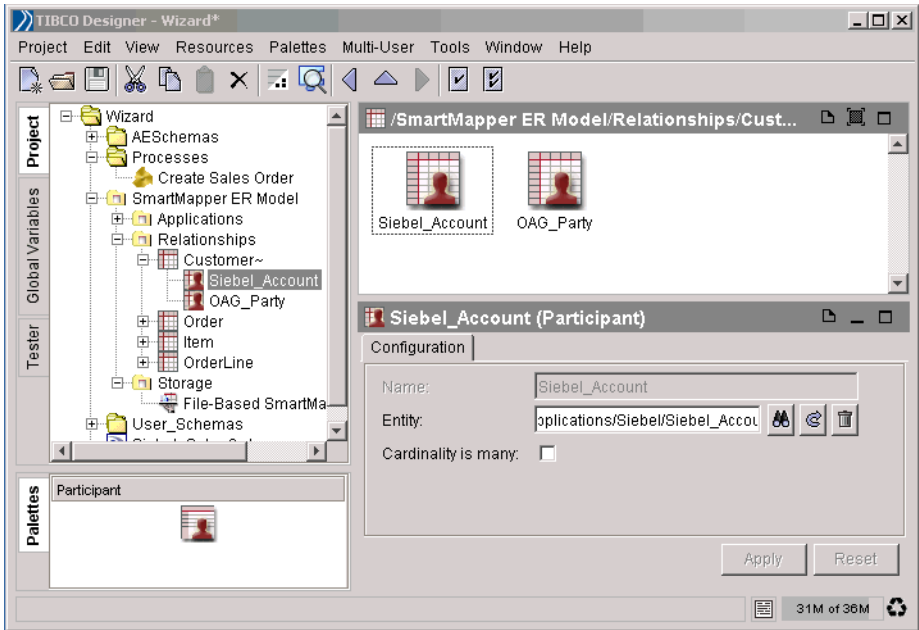 TIBCO Designer - Wizard*
Project Edit View Resources Palettes Multi-User Tools Window Help
Project
Global Variables
Tester
Wizard
AESchemas
Processes
Create Sales Order
SmartMapper ER Model
Applications
Relationships
Customer~
Siebel_Account
OAG_Party
Order
Item
OrderLine
Storage
File-Based SmartMa
User_Schemas
Palettes
Participant
/SmartMapper ER Model/Relationships/Cust...
Siebel_Account OAG_Party
Siebel_Account (Participant)
Configuration
Name: Siebel_Account
Entity: pplications/Siebel/Siebel_Accou
Cardinality is many:
Apply Reset
31M of 36M